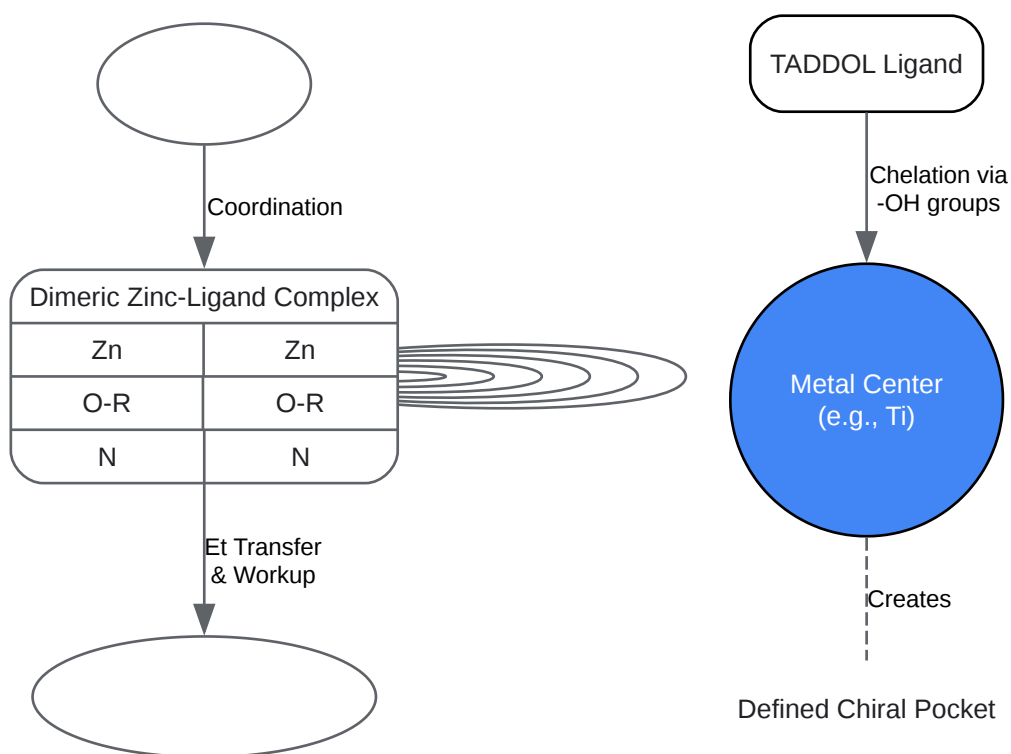 Coordination
Dimeric Zinc-Ligand Complex
Zn Zn
O-R O-R
N N
Et Transfer
& Workup
TADDOL Ligand
Chelation via
-OH groups
Metal Center
(e.g., Ti)
Creates
Defined Chiral Pocket